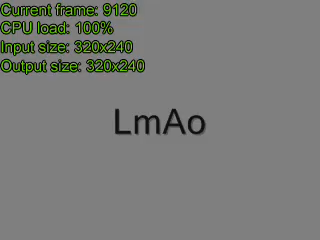 Current frame: 9120
CPU load: 100%
Input size: 320x240
Output size: 320x240
LmAo